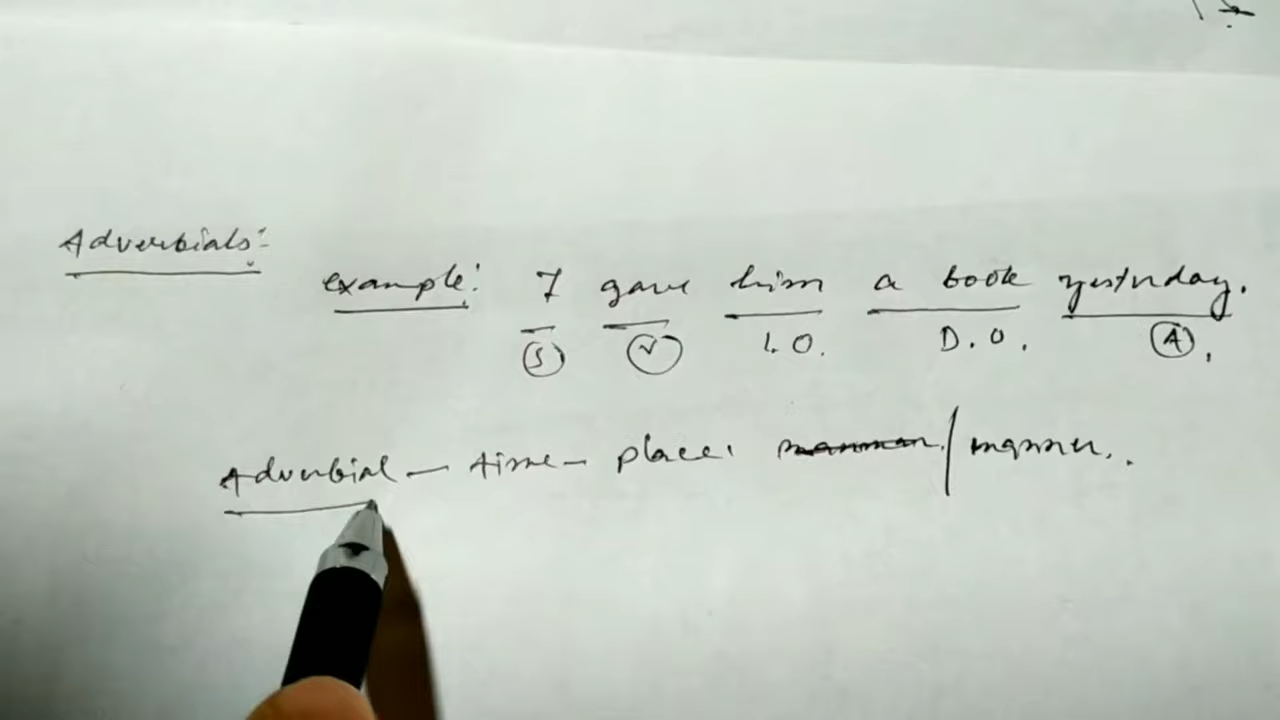 Adverbials:-
example: I gave him a book yesterday.
S V I.O. D.O. A.
Adverbial - time - place. / manner..